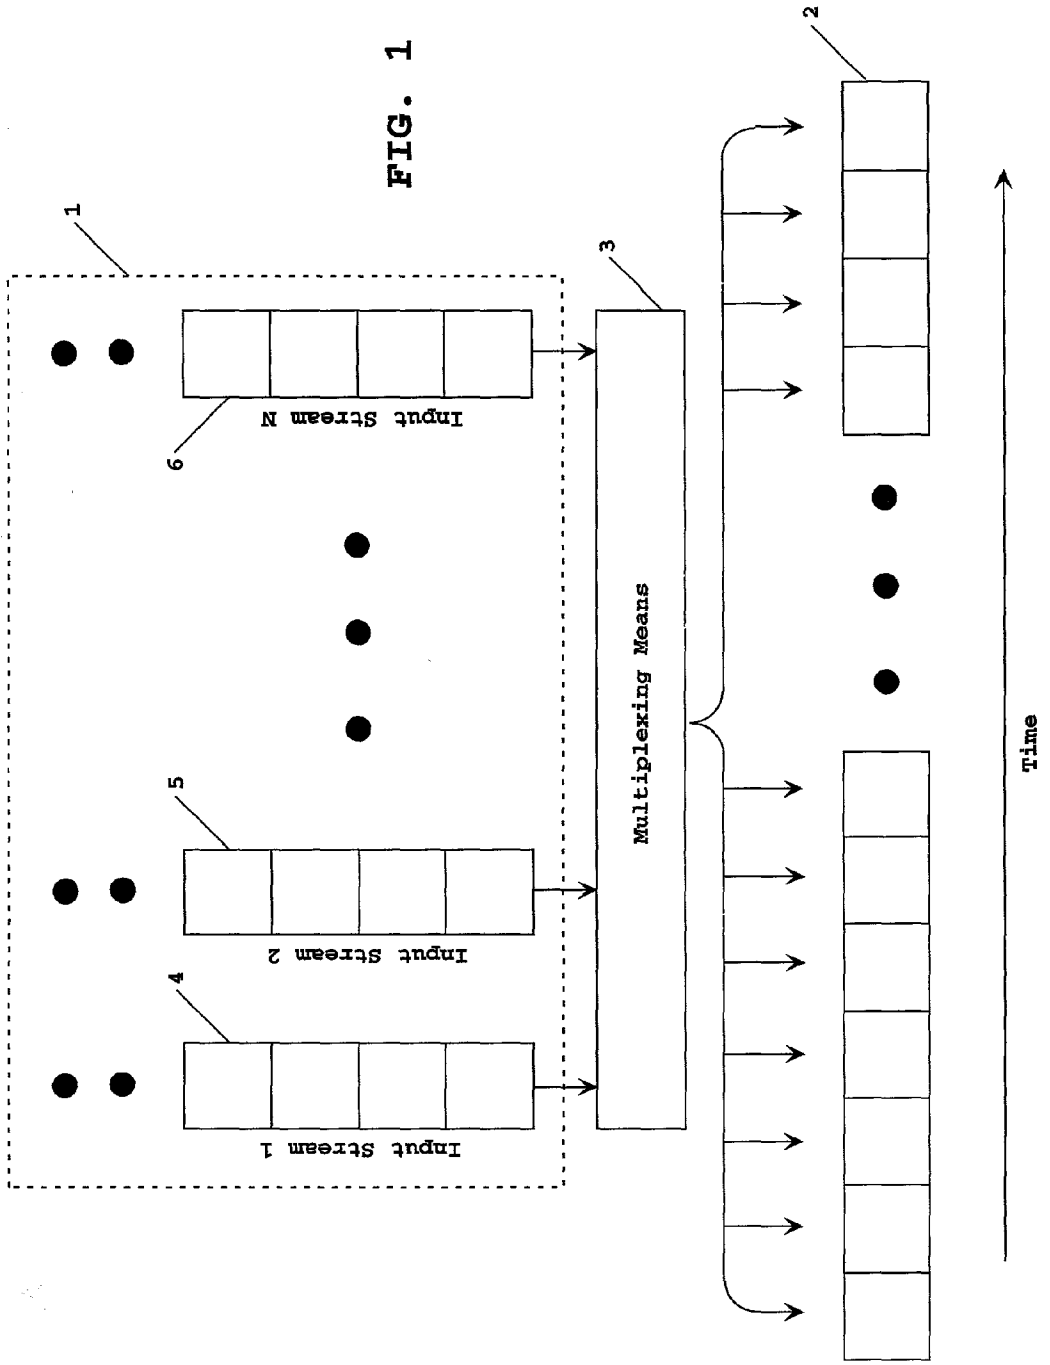 FIG. 1
1
Input Stream 1
4
Input Stream 2
5
Input Stream N
6
Multiplexing Means
3
2
Time